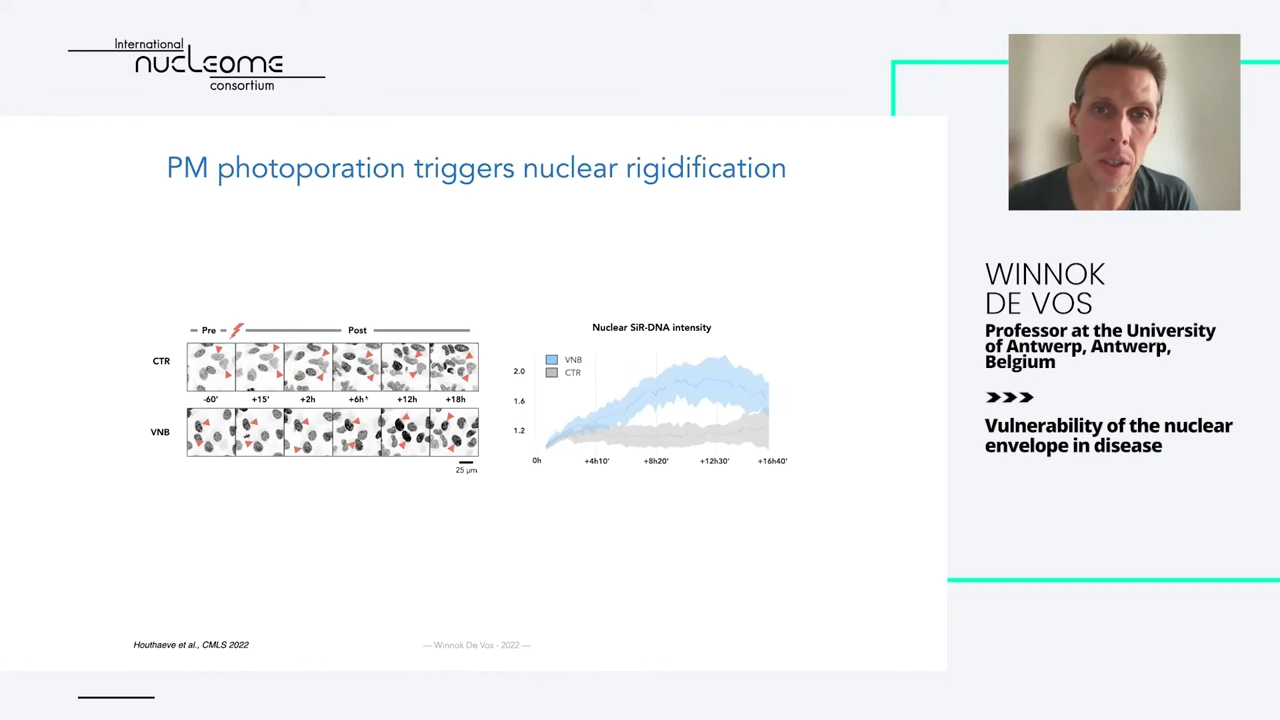 International
nucleome
consortium
PM photoporation triggers nuclear rigidification
Pre
Post
CTR
-60'
+15'
+2h
+6h
+12h
+18h
VNB
25 µm
Nuclear SiR-DNA intensity
VNB
CTR
2.0
1.6
1.2
0h
+4h10'
+8h20'
+12h30'
+16h40'
Houthaeve et al., CMLS 2022
— Winnok De Vos - 2022 —
WINNOK
DE VOS
Professor at the University
of Antwerp, Antwerp,
Belgium
Vulnerability of the nuclear
envelope in disease